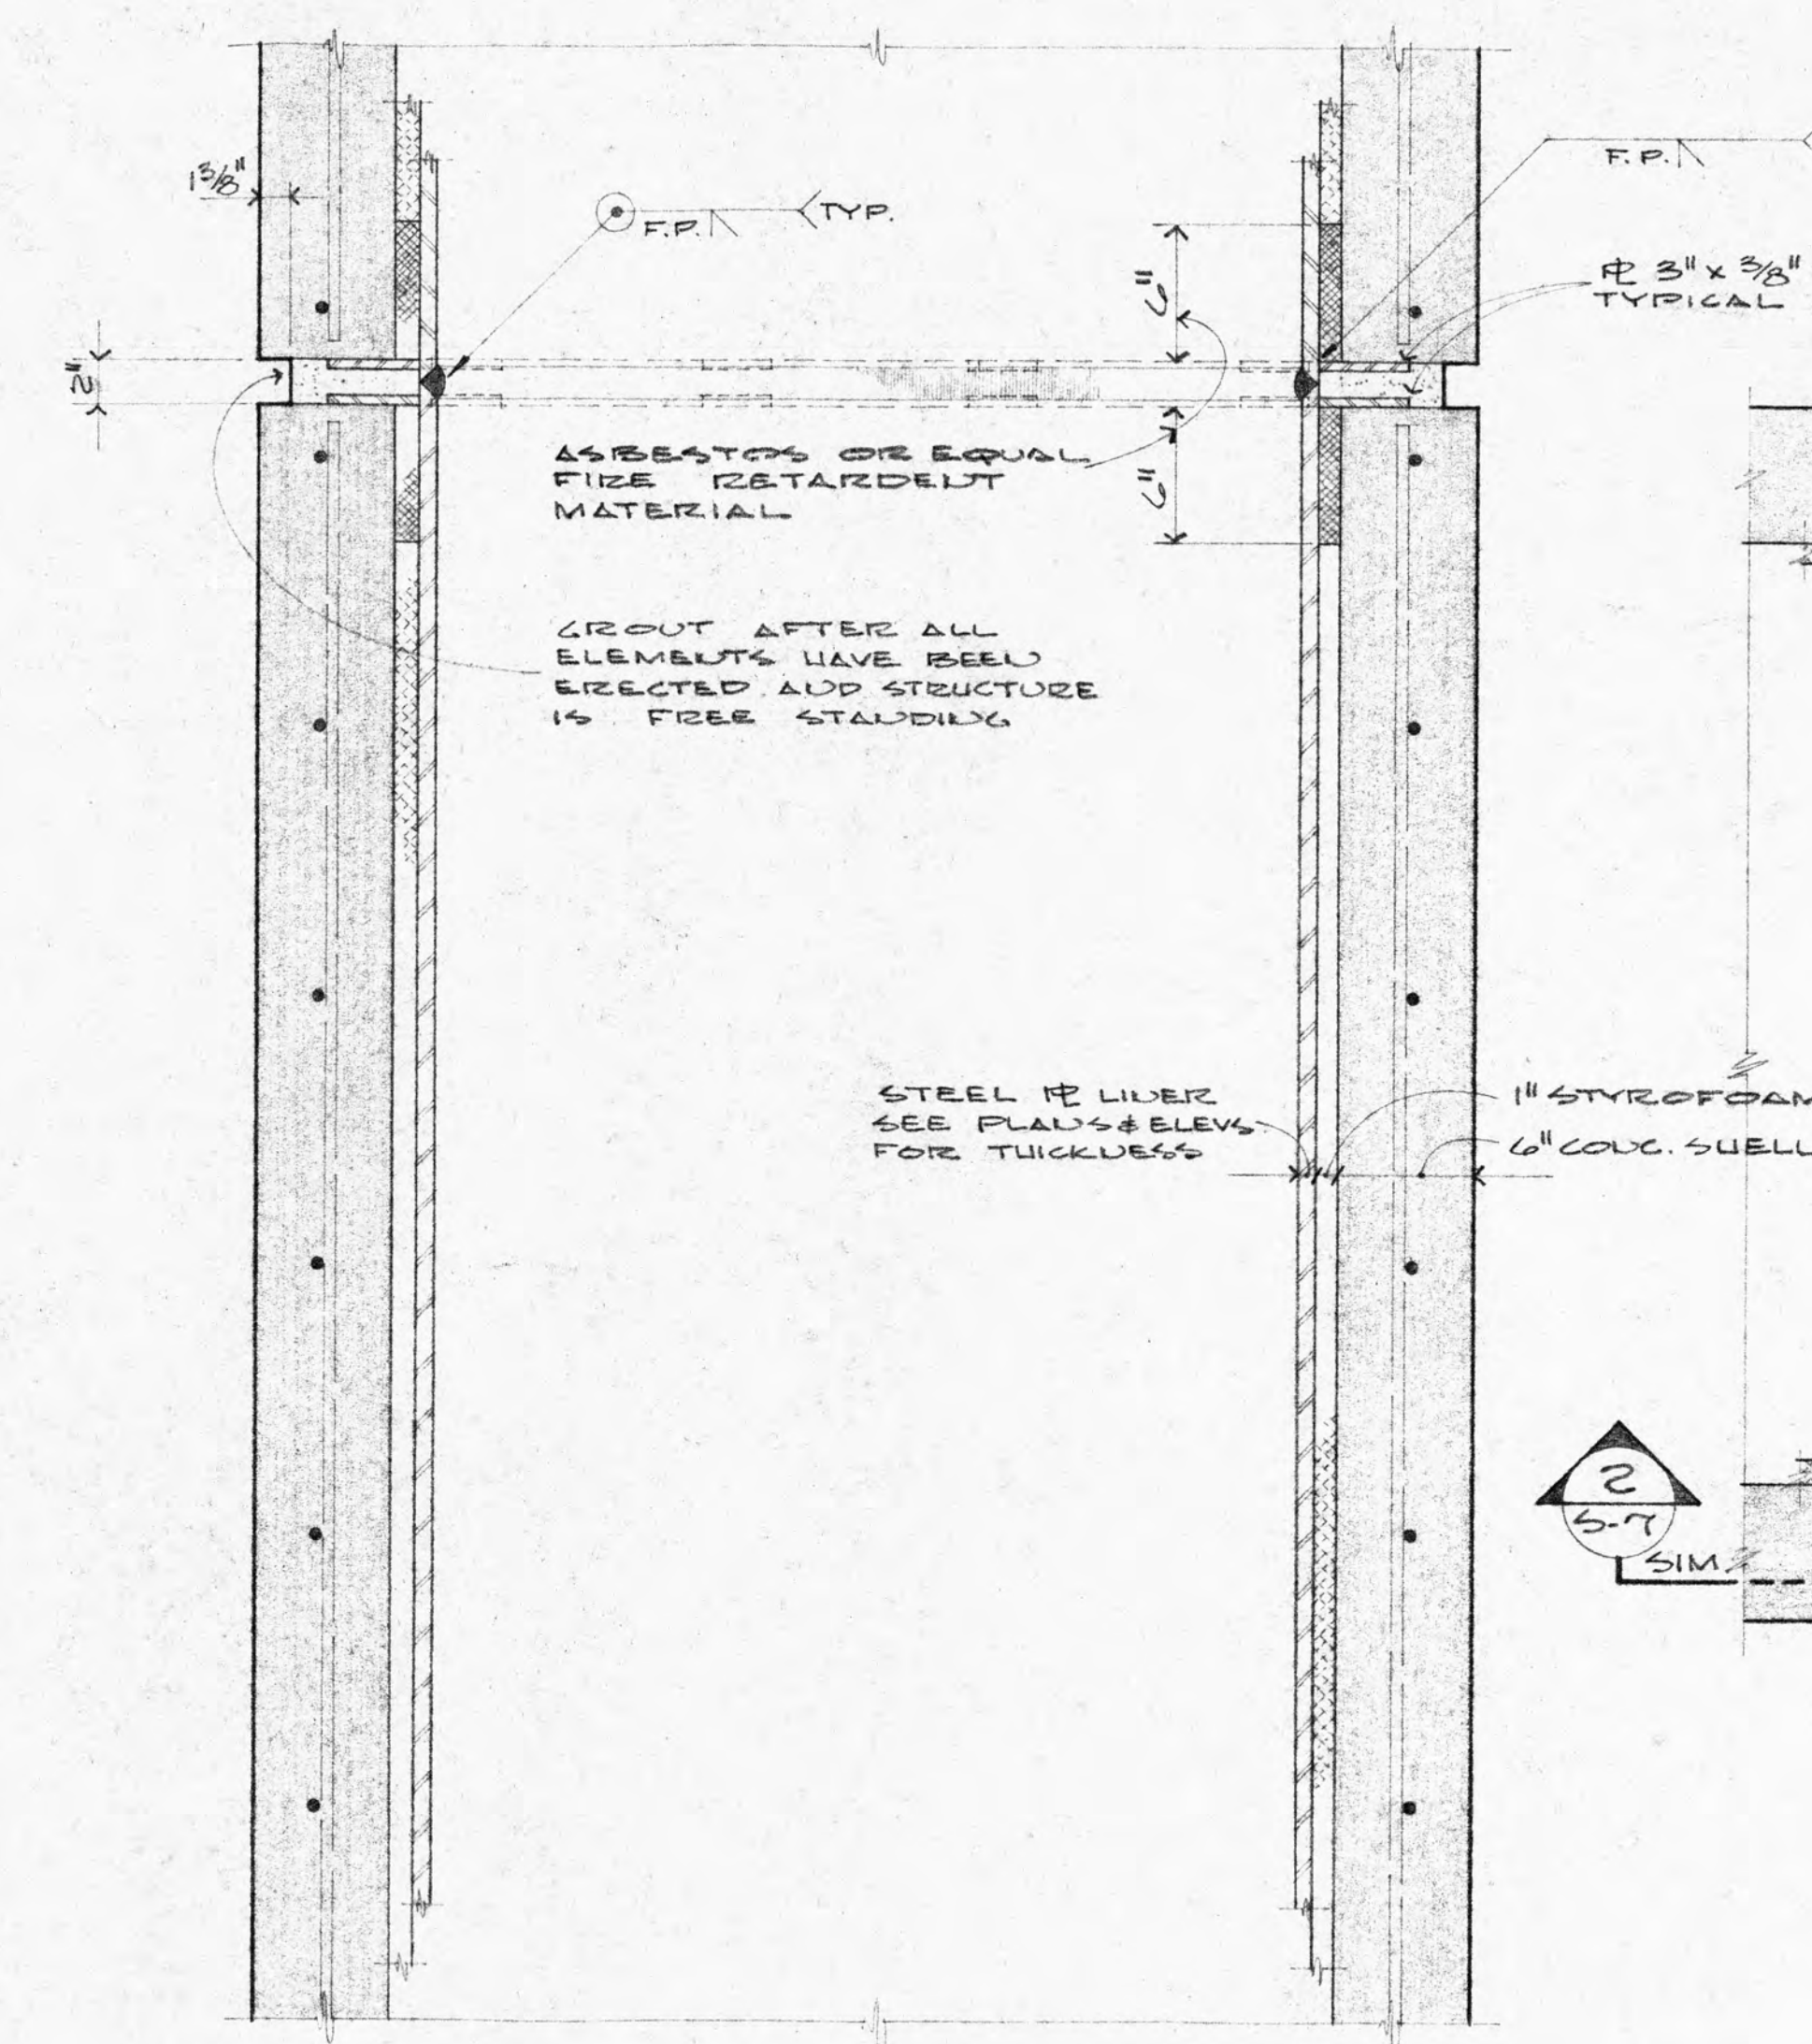 1 3/8"
F.P.
TYP.
F.P.
6"
℄ 3" x 3/8"
TYPICAL
2"
ASBESTOS OR EQUAL
FIRE RETARDENT
MATERIAL
6"
GROUT AFTER ALL
ELEMENTS HAVE BEEN
ERECTED AND STRUCTURE
IS FREE STANDING
STEEL ℄ LINER
SEE PLANS & ELEVS
FOR THICKNESS
1" STYROFOAM
6" CONC. SHELL
2
S-7
SIM.